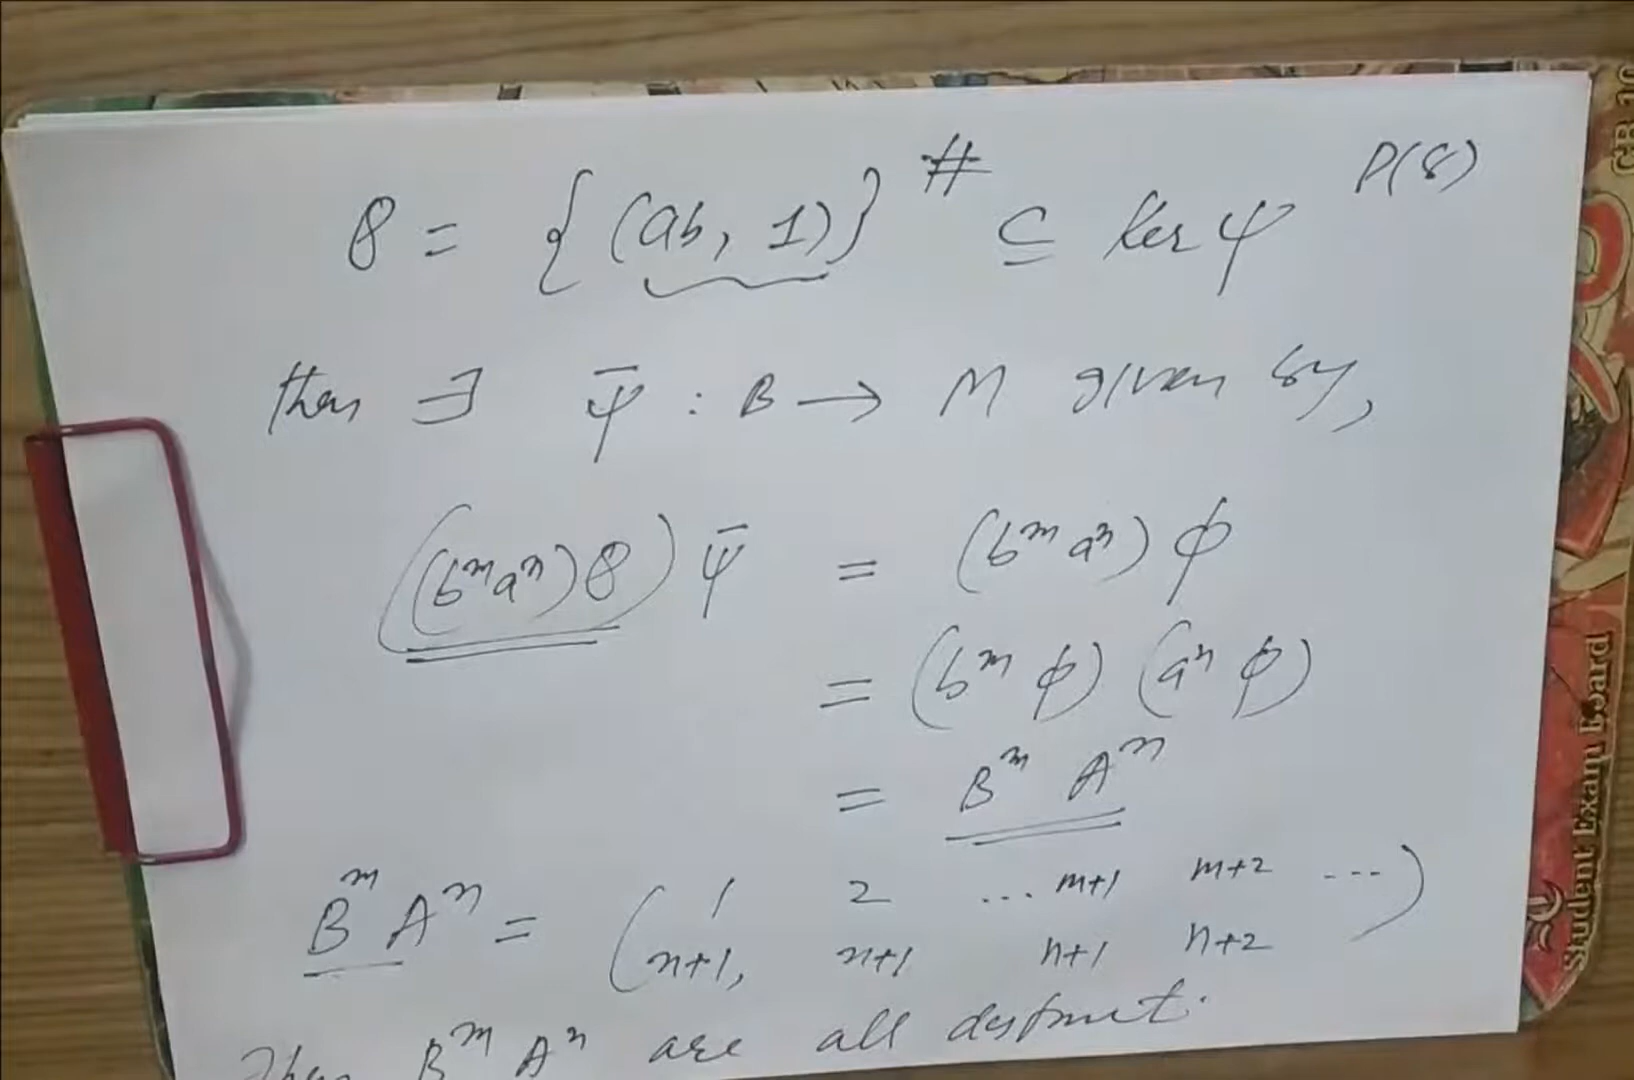 P(8)
θ = {(ab, 1)}^# ⊆ ker ψ
then ∃ ψ̄ : B → M given by,
((b^m a^n)θ) ψ̄ = (b^m a^n) φ
= (b^m φ) (a^n φ)
= B^m A^n
B^m A^n = ( 1 2 ... m+1 m+2 ... )
n+1, n+1 n+1 n+2
Then B^m A^n are all distinct.
Student Exam Board